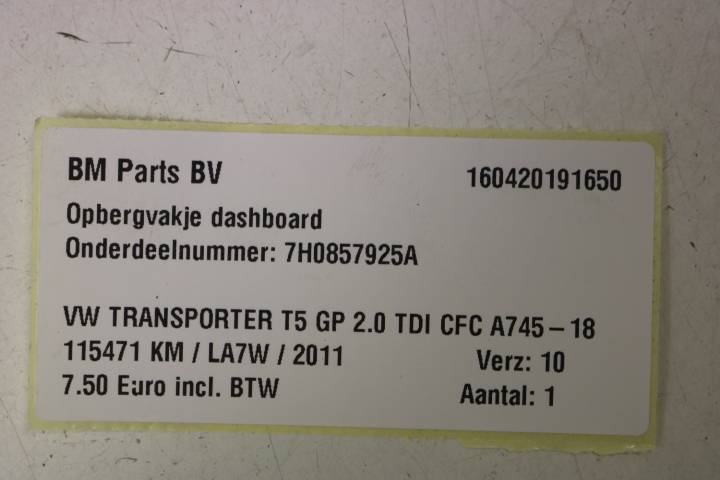 BM Parts BV 160420191650
Opbergvakje dashboard
Onderdeelnummer: 7H0857925A
VW TRANSPORTER T5 GP 2.0 TDI CFC A745-18
115471 KM / LA7W / 2011 Verz: 10
7.50 Euro incl. BTW Aantal: 1